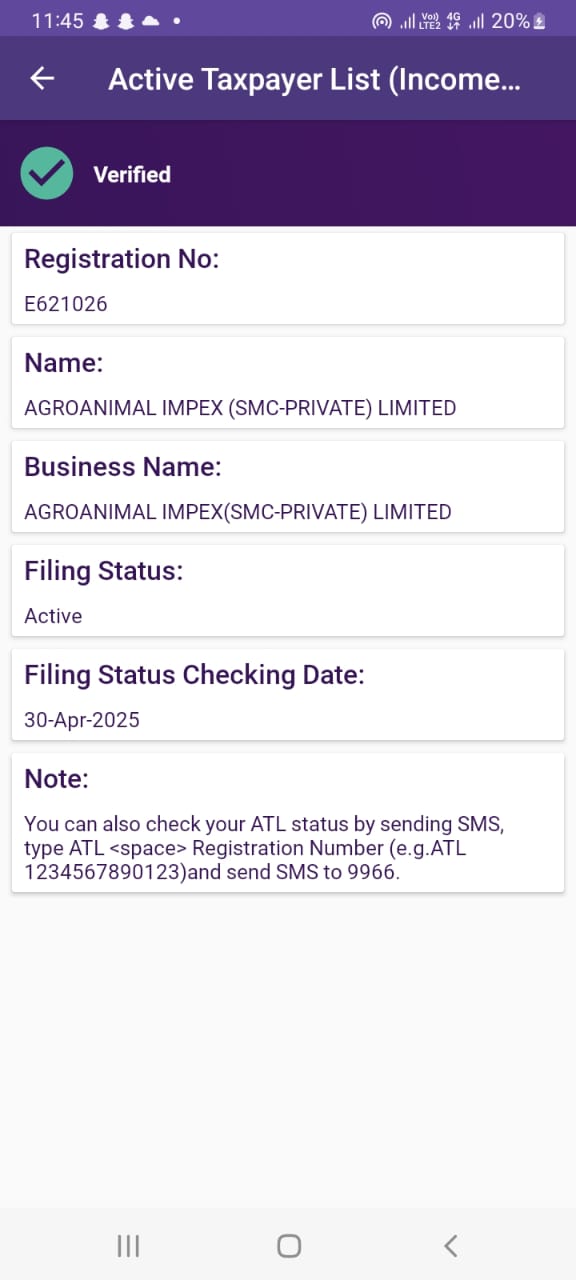 11:45
Vo)) 4G
LTE2
20%
Active Taxpayer List (Income...
Verified
Registration No:
E621026
Name:
AGROANIMAL IMPEX (SMC-PRIVATE) LIMITED
Business Name:
AGROANIMAL IMPEX(SMC-PRIVATE) LIMITED
Filing Status:
Active
Filing Status Checking Date:
30-Apr-2025
Note:
You can also check your ATL status by sending SMS,
type ATL <space> Registration Number (e.g.ATL
1234567890123)and send SMS to 9966.